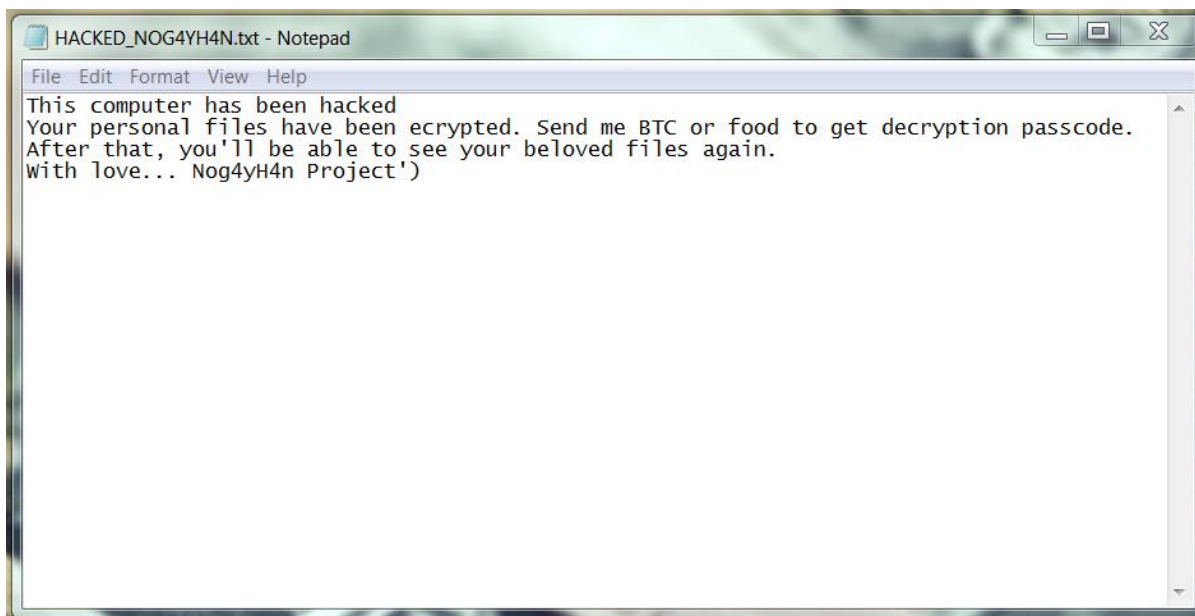 HACKED_NOG4YH4N.txt - Notepad
File Edit Format View Help
This computer has been hacked
Your personal files have been ecrypted. Send me BTC or food to get decryption passcode.
After that, you'll be able to see your beloved files again.
With love... Nog4yH4n Project')